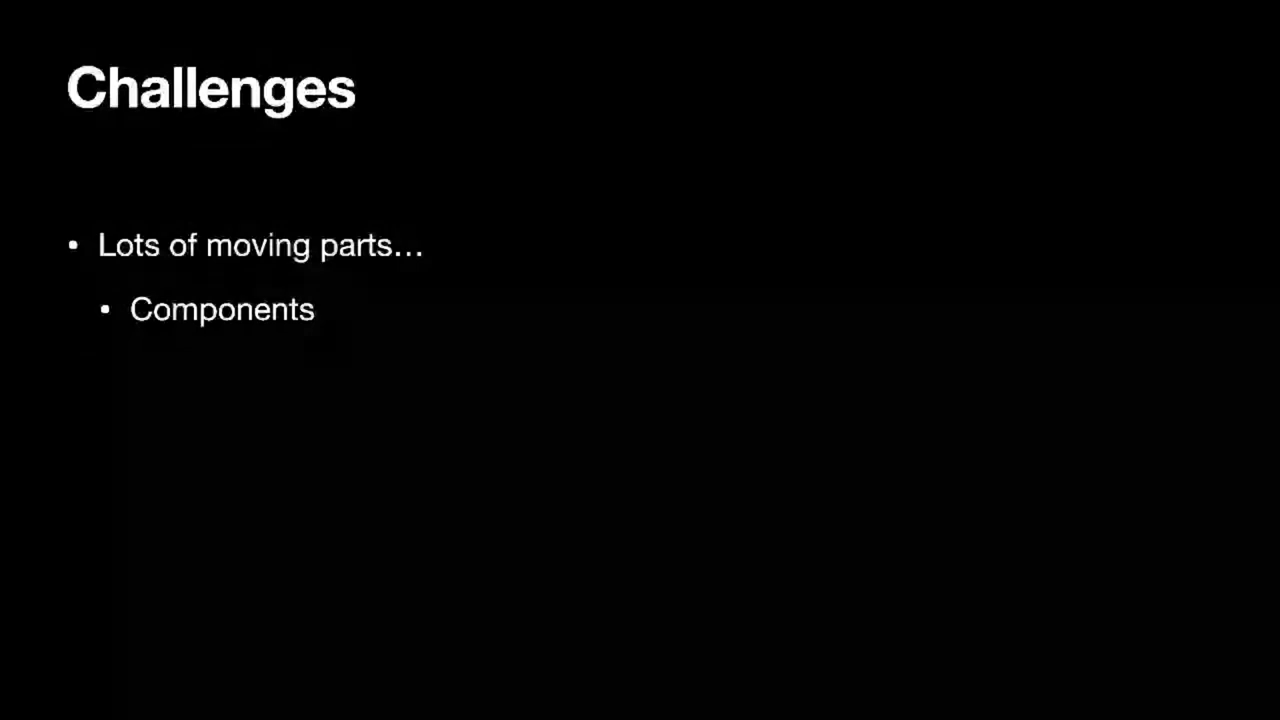 Challenges
• Lots of moving parts…
• Components